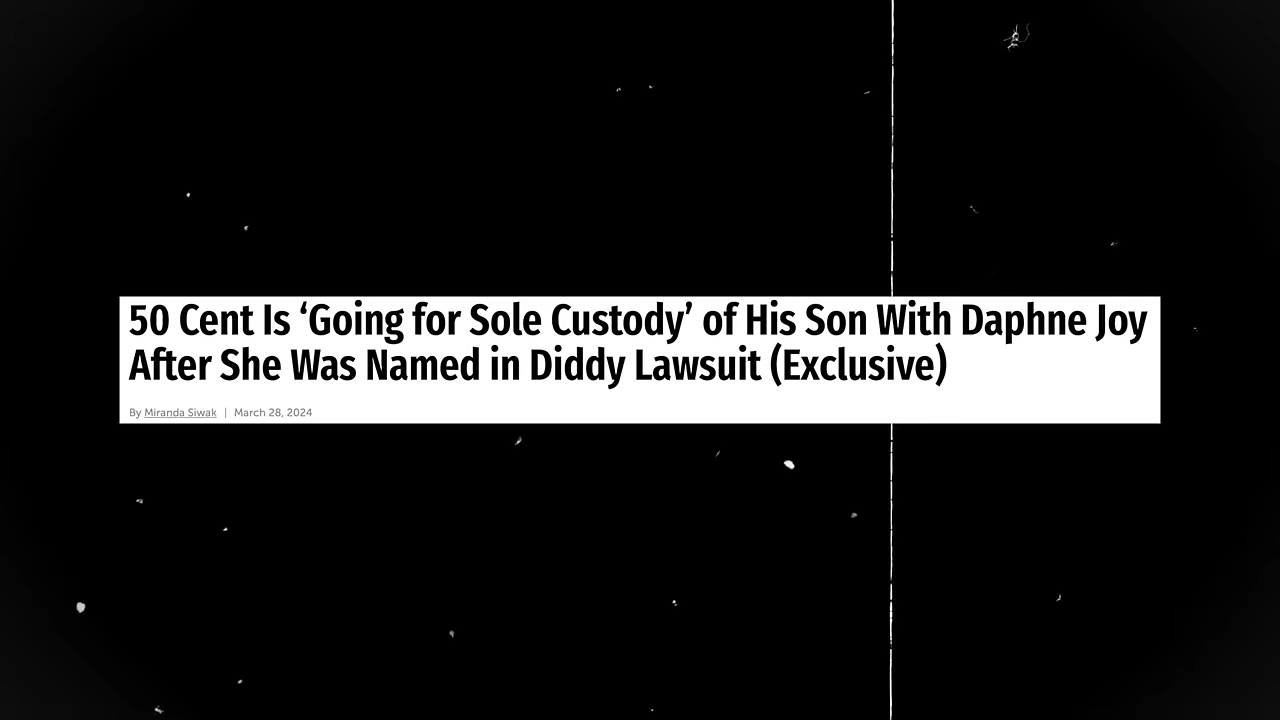 50 Cent Is ‘Going for Sole Custody’ of His Son With Daphne Joy
After She Was Named in Diddy Lawsuit (Exclusive)
By Miranda Siwak | March 28, 2024